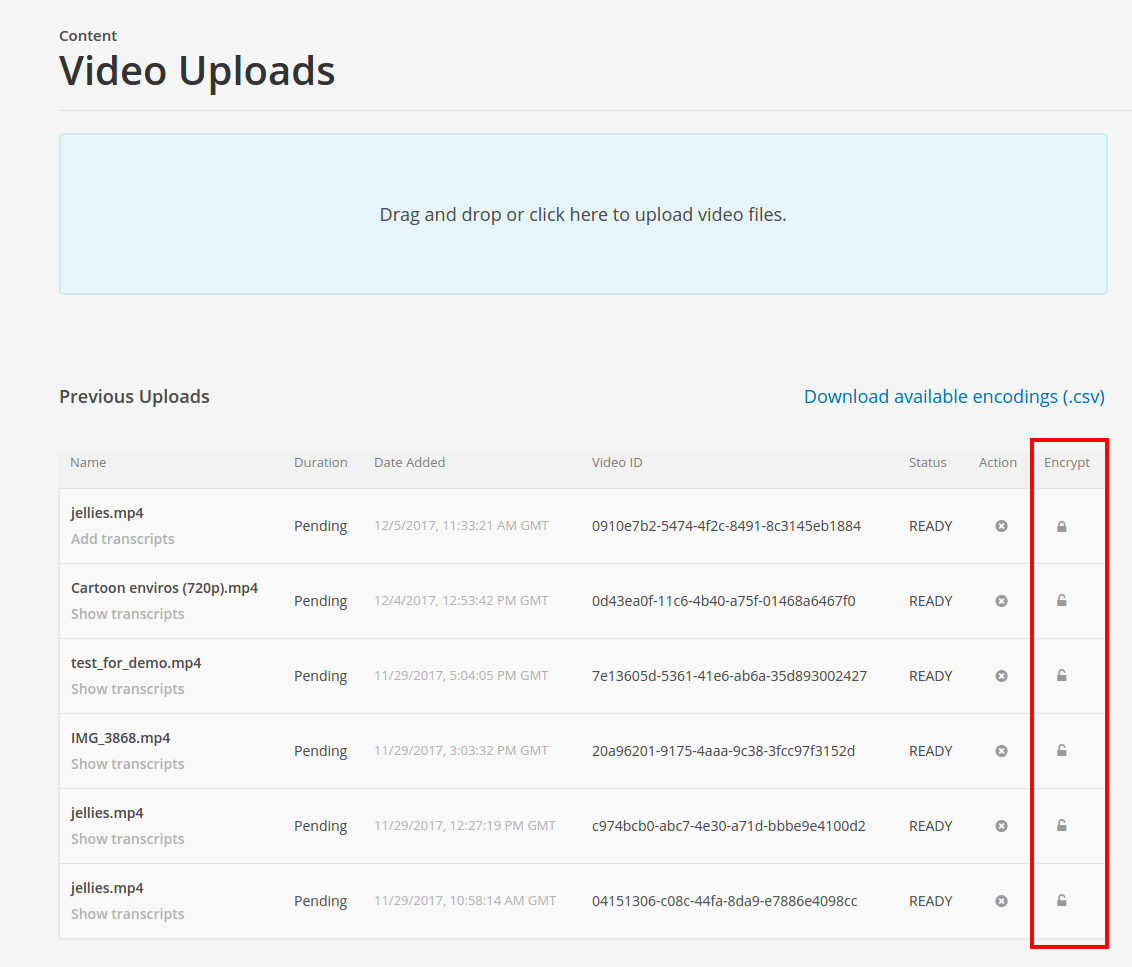 Content
Video Uploads
Drag and drop or click here to upload video files.
Previous Uploads
Download available encodings (.csv)
Name Duration Date Added Video ID Status Action Encrypt
jellies.mp4
Add transcripts
Pending 12/5/2017, 11:33:21 AM GMT 0910e7b2-5474-4f2c-8491-8c3145eb1884 READY
Cartoon enviros (720p).mp4
Show transcripts
Pending 12/4/2017, 12:53:42 PM GMT 0d43ea0f-11c6-4b40-a75f-01468a6467f0 READY
test_for_demo.mp4
Show transcripts
Pending 11/29/2017, 5:04:05 PM GMT 7e13605d-5361-41e6-ab6a-35d893002427 READY
IMG_3868.mp4
Show transcripts
Pending 11/29/2017, 3:03:32 PM GMT 20a96201-9175-4aaa-9c38-3fcc97f3152d READY
jellies.mp4
Show transcripts
Pending 11/29/2017, 12:27:19 PM GMT c974bcb0-abc7-4e30-a71d-bbbe9e4100d2 READY
jellies.mp4
Show transcripts
Pending 11/29/2017, 10:58:14 AM GMT 04151306-c08c-44fa-8da9-e7886e4098cc READY